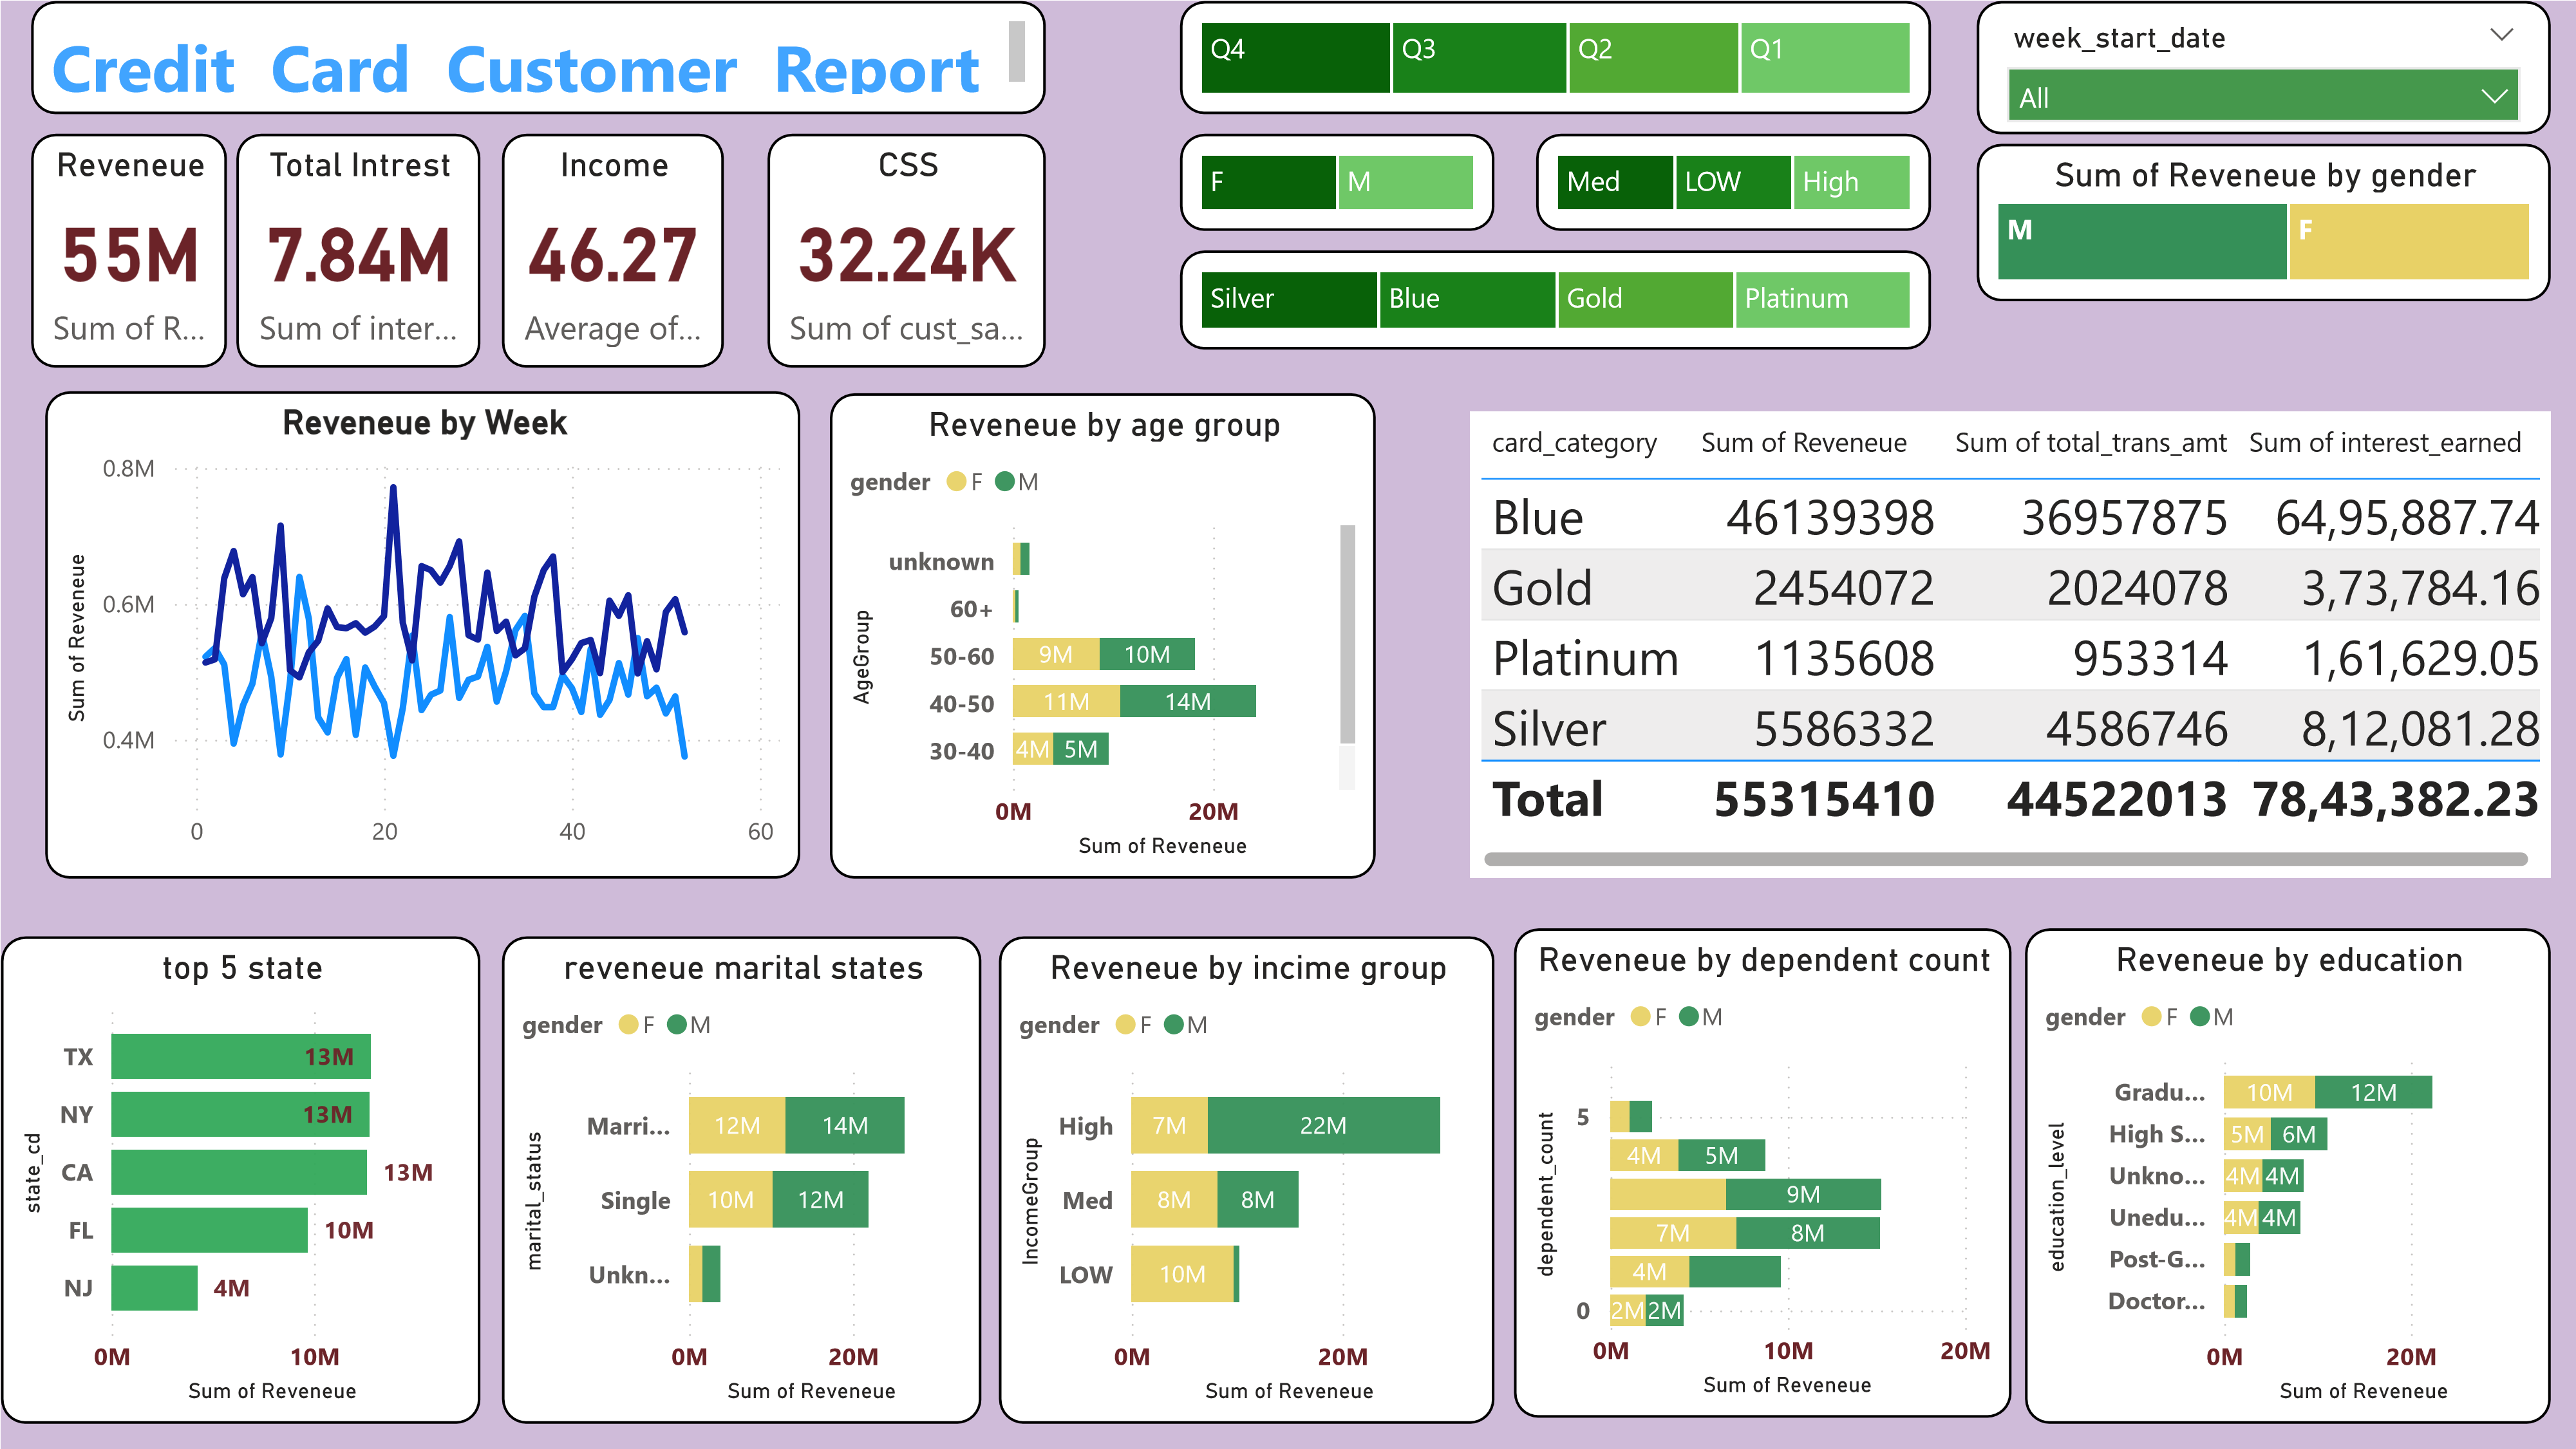 Credit Card Customer Report
Q4 Q3 Q2 Q1
week_start_date
All
Reveneue
55M
Sum of R...
Total Intrest
7.84M
Sum of inter...
Income
46.27
Average of...
CSS
32.24K
Sum of cust_sa...
F M
Med LOW High
Silver Blue Gold Platinum
Sum of Reveneue by gender
M F
Reveneue by Week
Sum of Reveneue
0.8M
0.6M
0.4M
0 20 40 60
Reveneue by age group
gender F M
AgeGroup
unknown
60+
50-60 9M 10M
40-50 11M 14M
30-40 4M 5M
0M 20M
Sum of Reveneue
card_category Sum of Reveneue Sum of total_trans_amt Sum of interest_earned
Blue 46139398 36957875 64,95,887.74
Gold 2454072 2024078 3,73,784.16
Platinum 1135608 953314 1,61,629.05
Silver 5586332 4586746 8,12,081.28
Total 55315410 44522013 78,43,382.23
top 5 state
state_cd
TX 13M
NY 13M
CA 13M
FL 10M
NJ 4M
0M 10M
Sum of Reveneue
reveneue marital states
gender F M
marital_status
Marri... 12M 14M
Single 10M 12M
Unkn...
0M 20M
Sum of Reveneue
Reveneue by incime group
gender F M
IncomeGroup
High 7M 22M
Med 8M 8M
LOW 10M
0M 20M
Sum of Reveneue
Reveneue by dependent count
gender F M
dependent_count
5
4M 5M
9M
7M 8M
4M
0 2M 2M
0M 10M 20M
Sum of Reveneue
Reveneue by education
gender F M
education_level
Gradu... 10M 12M
High S... 5M 6M
Unkno... 4M 4M
Unedu... 4M 4M
Post-G...
Doctor...
0M 20M
Sum of Reveneue